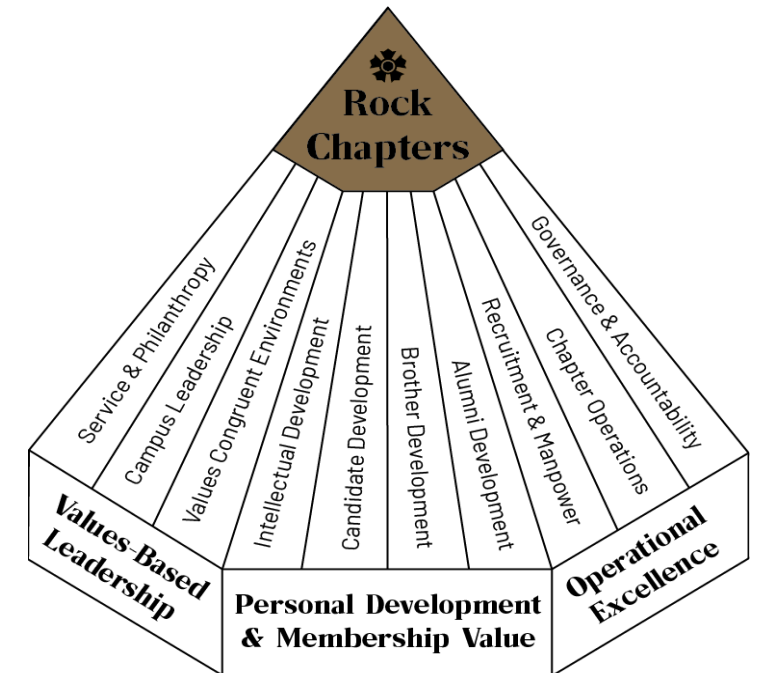 Rock
Chapters
Service & Philanthropy
Campus Leadership
Values Congruent Environments
Intellectual Development
Candidate Development
Brother Development
Alumni Development
Recruitment & Manpower
Chapter Operations
Governance & Accountability
Values-Based
Leadership
Personal Development
& Membership Value
Operational
Excellence